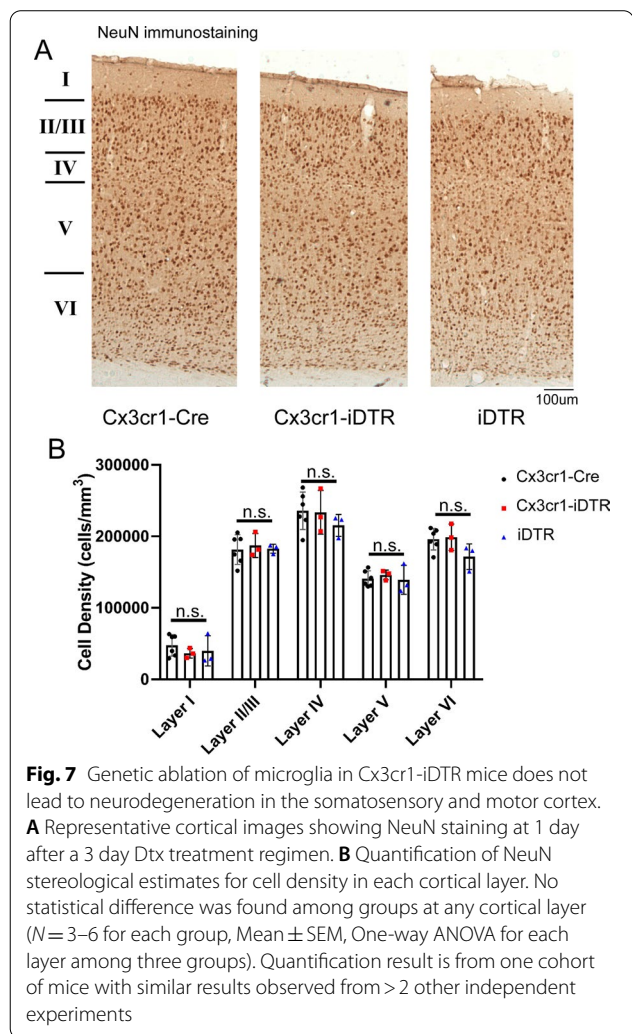 NeuN immunostaining
A
I
II/III
IV
V
VI
100um
Cx3cr1-Cre
Cx3cr1-iDTR
iDTR
B
Cell Density (cells/mm³)
300000
200000
100000
0
n.s.
n.s.
n.s.
n.s.
n.s.
Layer I
Layer II/III
Layer IV
Layer V
Layer VI
Cx3cr1-Cre
Cx3cr1-iDTR
iDTR
Fig. 7 Genetic ablation of microglia in Cx3cr1-iDTR mice does not
lead to neurodegeneration in the somatosensory and motor cortex.
A Representative cortical images showing NeuN staining at 1 day
after a 3 day Dtx treatment regimen. B Quantification of NeuN
stereological estimates for cell density in each cortical layer. No
statistical difference was found among groups at any cortical layer
(N = 3–6 for each group, Mean ± SEM, One-way ANOVA for each
layer among three groups). Quantification result is from one cohort
of mice with similar results observed from > 2 other independent
experiments